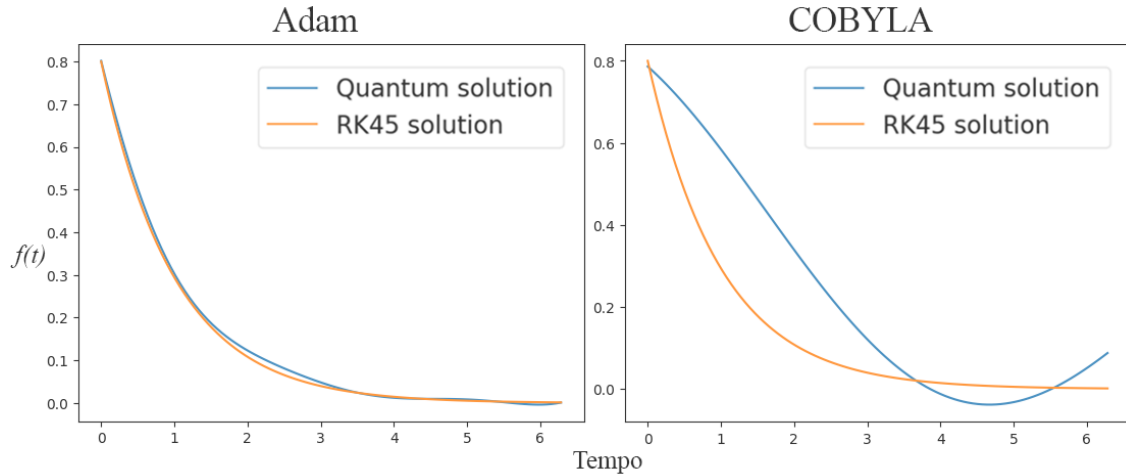 Adam
COBYLA
0.8
0.7
0.6
0.5
0.4
0.3
0.2
0.1
0.0
f(t)
Quantum solution
RK45 solution
0 1 2 3 4 5 6
0.8
0.6
0.4
0.2
0.0
Quantum solution
RK45 solution
0 1 2 3 4 5 6
Tempo